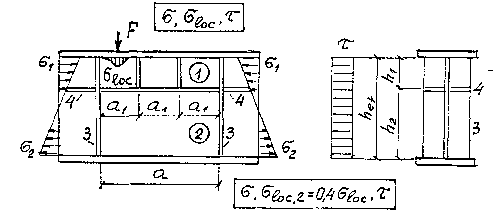 σ, σloc, τ
F
σ1
σloc
1
σ1
τ
h1
4
4
a1
a1
a1
hef
4
3
2
3
h2
3
σ2
σ2
a
σ, σloc,2=0,4σloc, τ